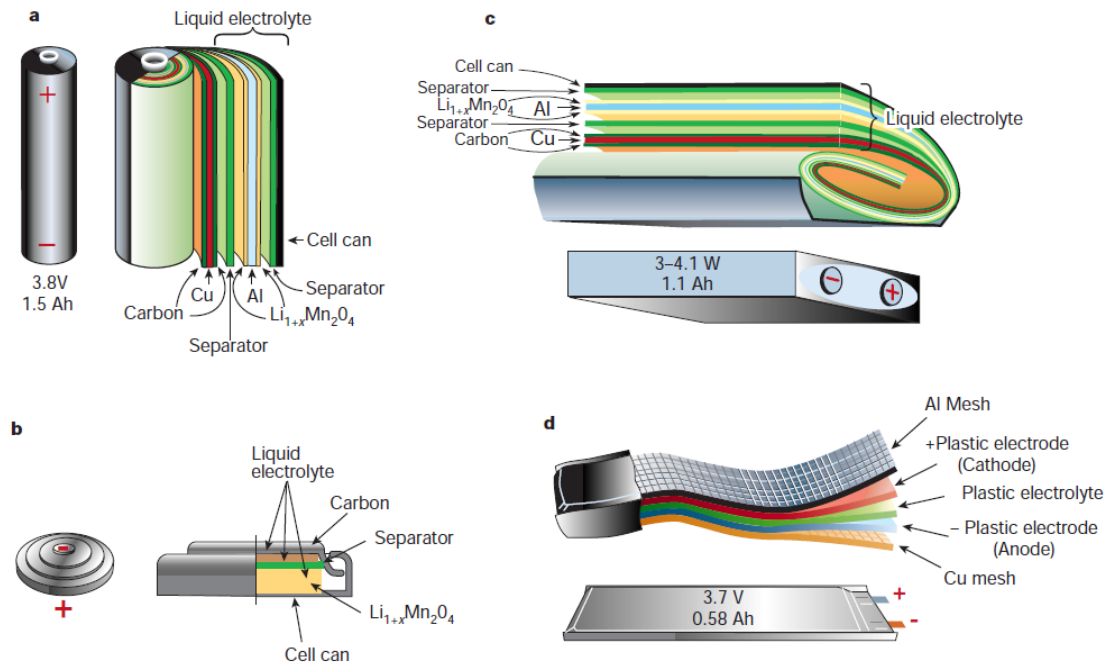 a
Liquid electrolyte
+
−
3.8V
1.5 Ah
Cell can
Separator
Cu
Al
Carbon
Li1+xMn2O4
Separator
c
Cell can
Separator
Li1+xMn2O4
Al
Separator
Carbon
Cu
Liquid electrolyte
3–4.1 W
1.1 Ah
−
+
b
Liquid
electrolyte
Carbon
Separator
Li1+xMn2O4
Cell can
−
+
d
Al Mesh
+Plastic electrode
(Cathode)
Plastic electrolyte
− Plastic electrode
(Anode)
Cu mesh
3.7 V
0.58 Ah
+
-